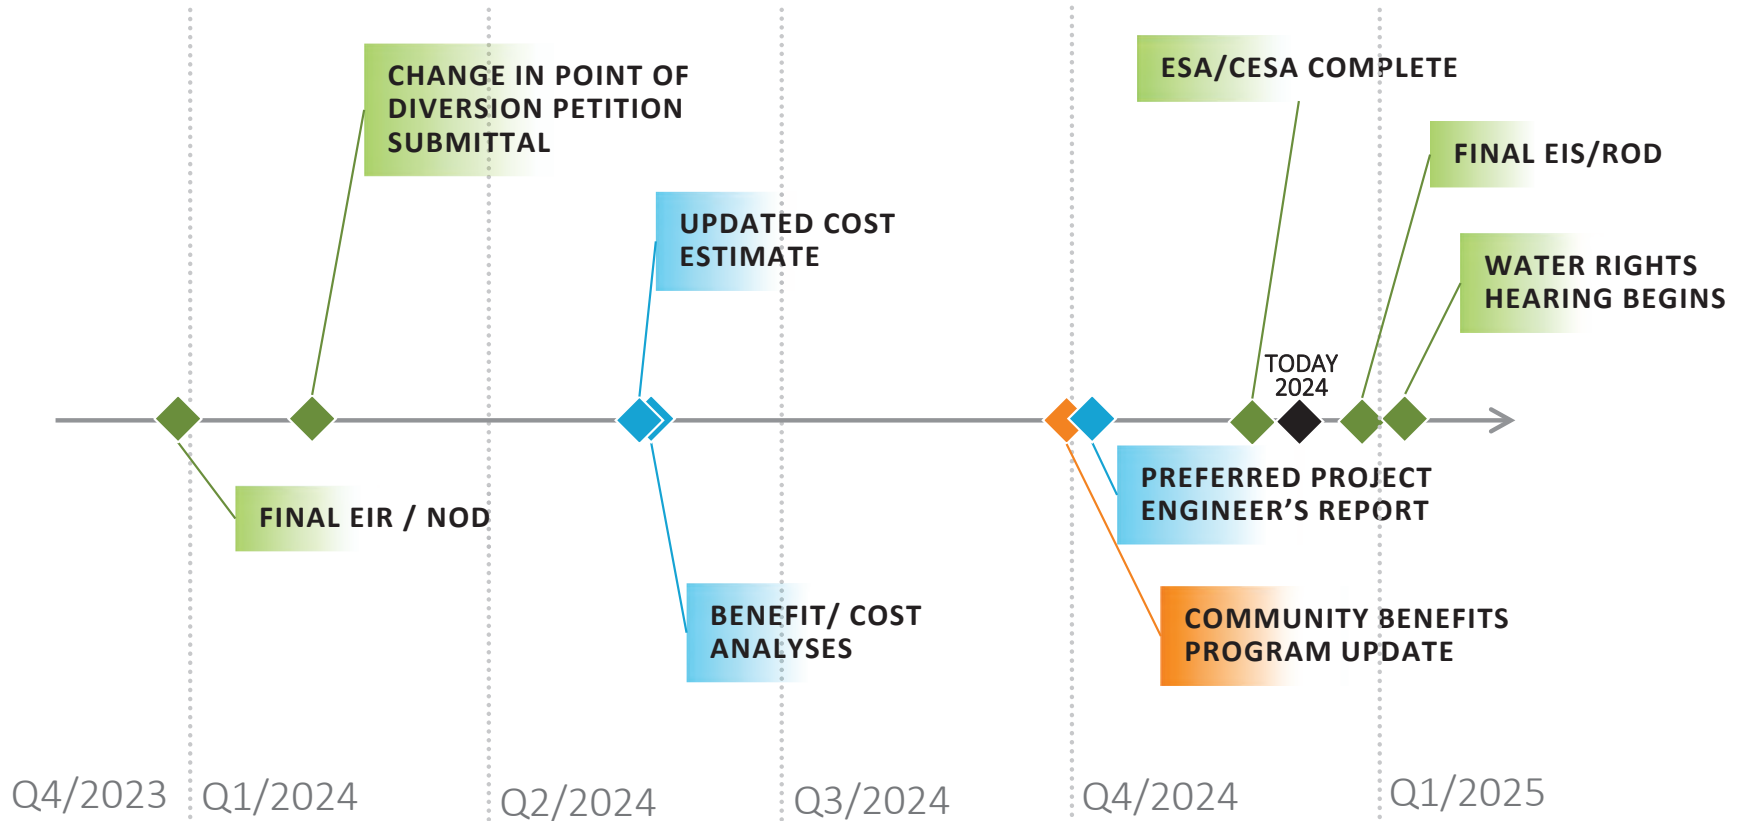 CHANGE IN POINT OF
DIVERSION PETITION
SUBMITTAL
ESA/CESA COMPLETE
FINAL EIS/ROD
UPDATED COST
ESTIMATE
WATER RIGHTS
HEARING BEGINS
TODAY
2024
PREFERRED PROJECT
ENGINEER’S REPORT
FINAL EIR / NOD
BENEFIT/ COST
ANALYSES
COMMUNITY BENEFITS
PROGRAM UPDATE
Q4/2023
Q1/2024
Q2/2024
Q3/2024
Q4/2024
Q1/2025